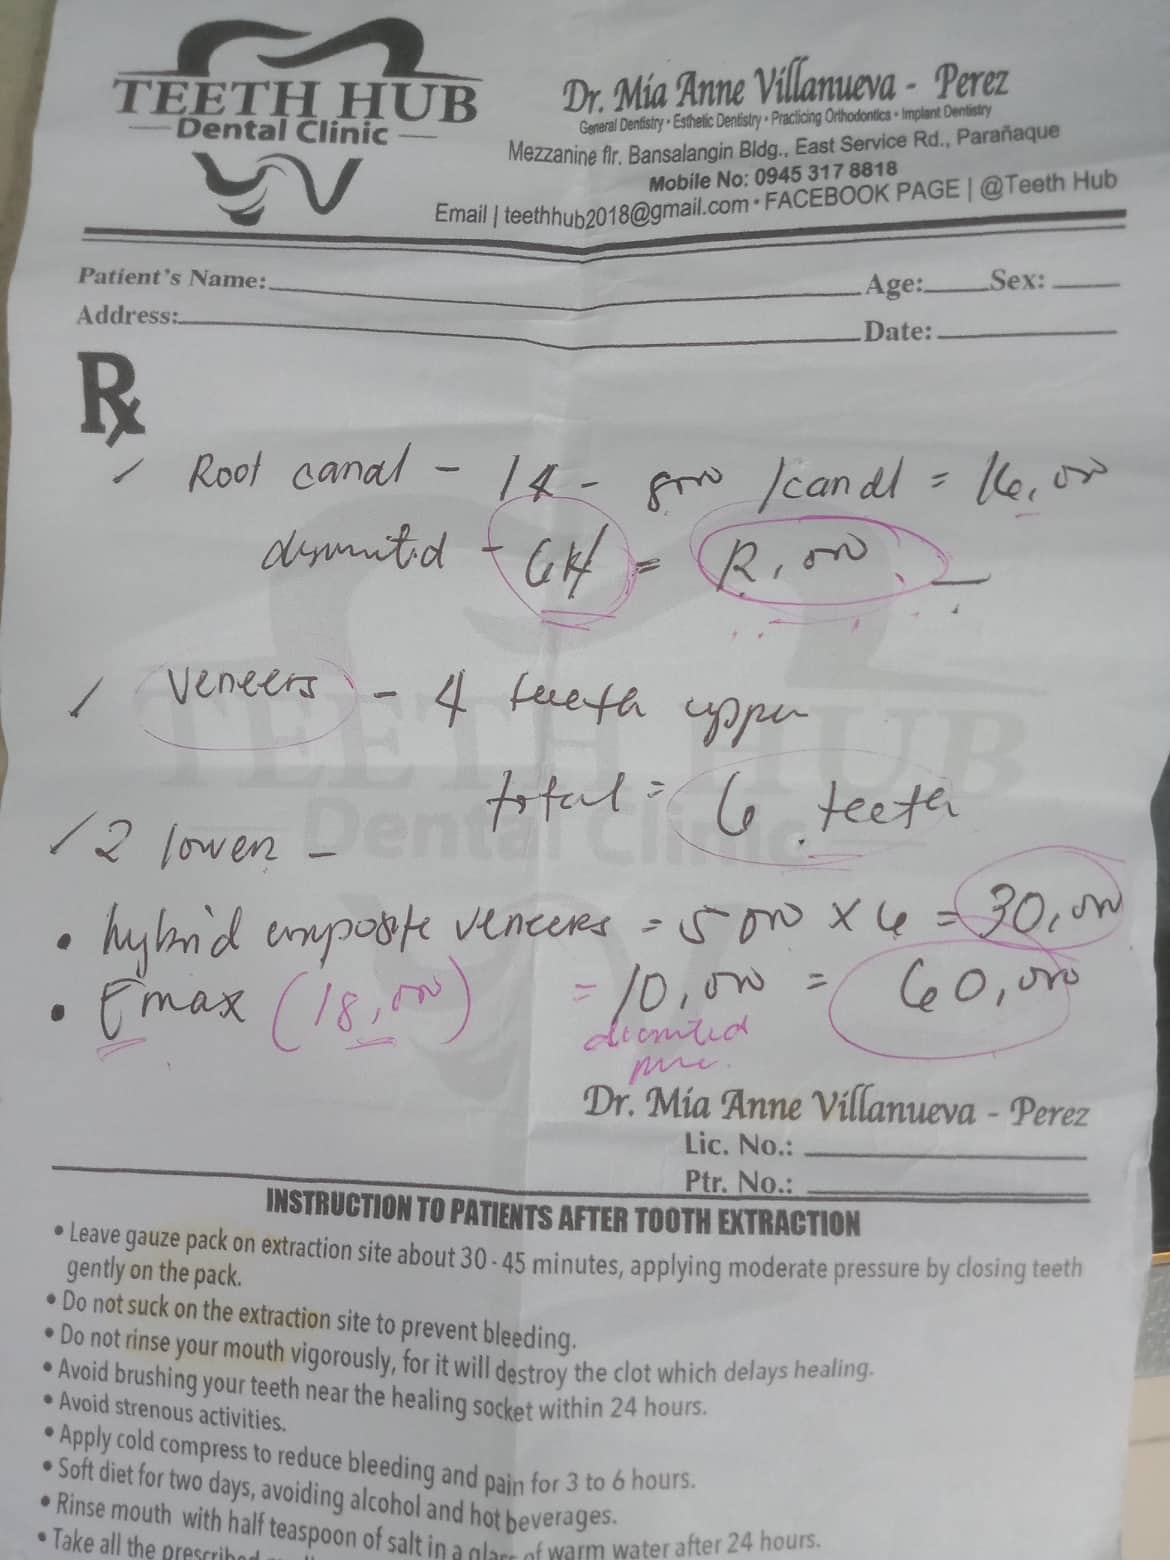 TEETH HUB
Dental Clinic
Dr. Mia Anne Villanueva - Perez
General Dentistry • Esthetic Dentistry • Practicing Orthodontics • Implant Dentistry
Mezzanine flr. Bansalangin Bldg., East Service Rd., Parañaque
Mobile No: 0945 317 8818
Email | teethhub2018@gmail.com • FACEBOOK PAGE | @Teeth Hub
Patient's Name: Age: Sex:
Address: Date:
Rx
Root canal - 14 - 8000 /canal = 16,000
- 6K = 12,000
Veneers - 4 teeth upper
total = 6 teeth
2 lower -
• hybrid composite veneers = 5000 x 6 = 30,000
• Emax (18,000) = 10,000 = 60,000
Dr. Mia Anne Villanueva - Perez
Lic. No.:
Ptr. No.:
INSTRUCTION TO PATIENTS AFTER TOOTH EXTRACTION
• Leave gauze pack on extraction site about 30 - 45 minutes, applying moderate pressure by closing teeth
gently on the pack.
• Do not suck on the extraction site to prevent bleeding.
• Do not rinse your mouth vigorously, for it will destroy the clot which delays healing.
• Avoid brushing your teeth near the healing socket within 24 hours.
• Avoid strenous activities.
• Apply cold compress to reduce bleeding and pain for 3 to 6 hours.
• Soft diet for two days, avoiding alcohol and hot beverages.
• Rinse mouth with half teaspoon of salt in a glass of warm water after 24 hours.
• Take all the prescribed